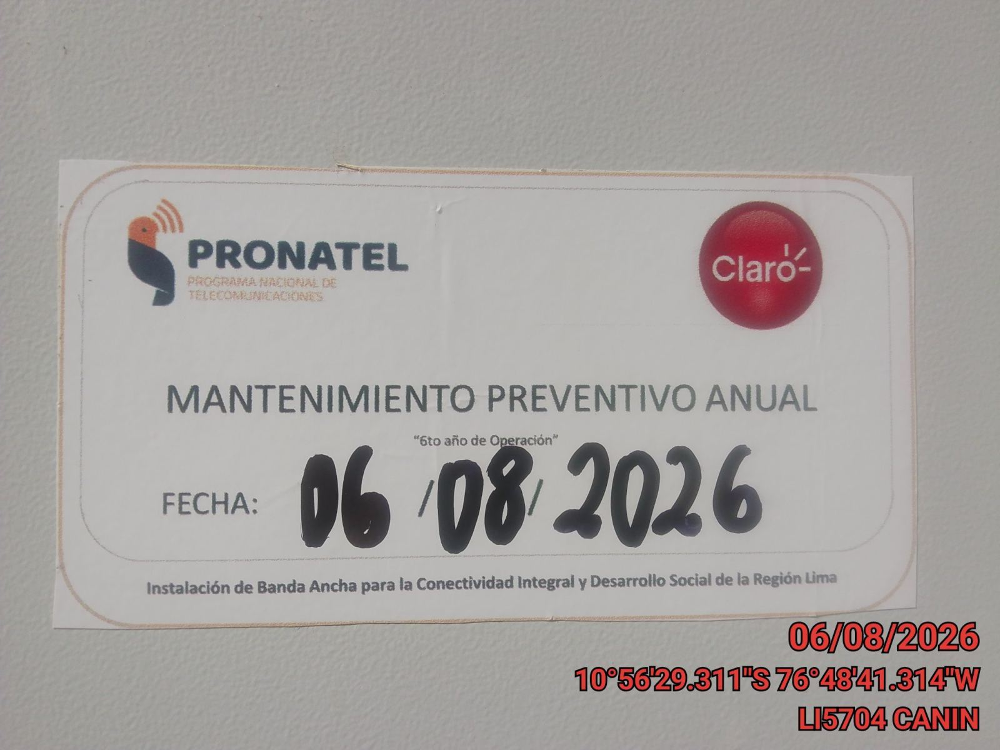 PRONATEL
PROGRAMA NACIONAL DE
TELECOMUNICACIONES
Claro
MANTENIMIENTO PREVENTIVO ANUAL
"6to año de Operación"
FECHA: 06/08/2026
Instalación de Banda Ancha para la Conectividad Integral y Desarrollo Social de la Región Lima
06/08/2026
10°56'29.311"S 76°48'41.314"W
LI5704 CANIN